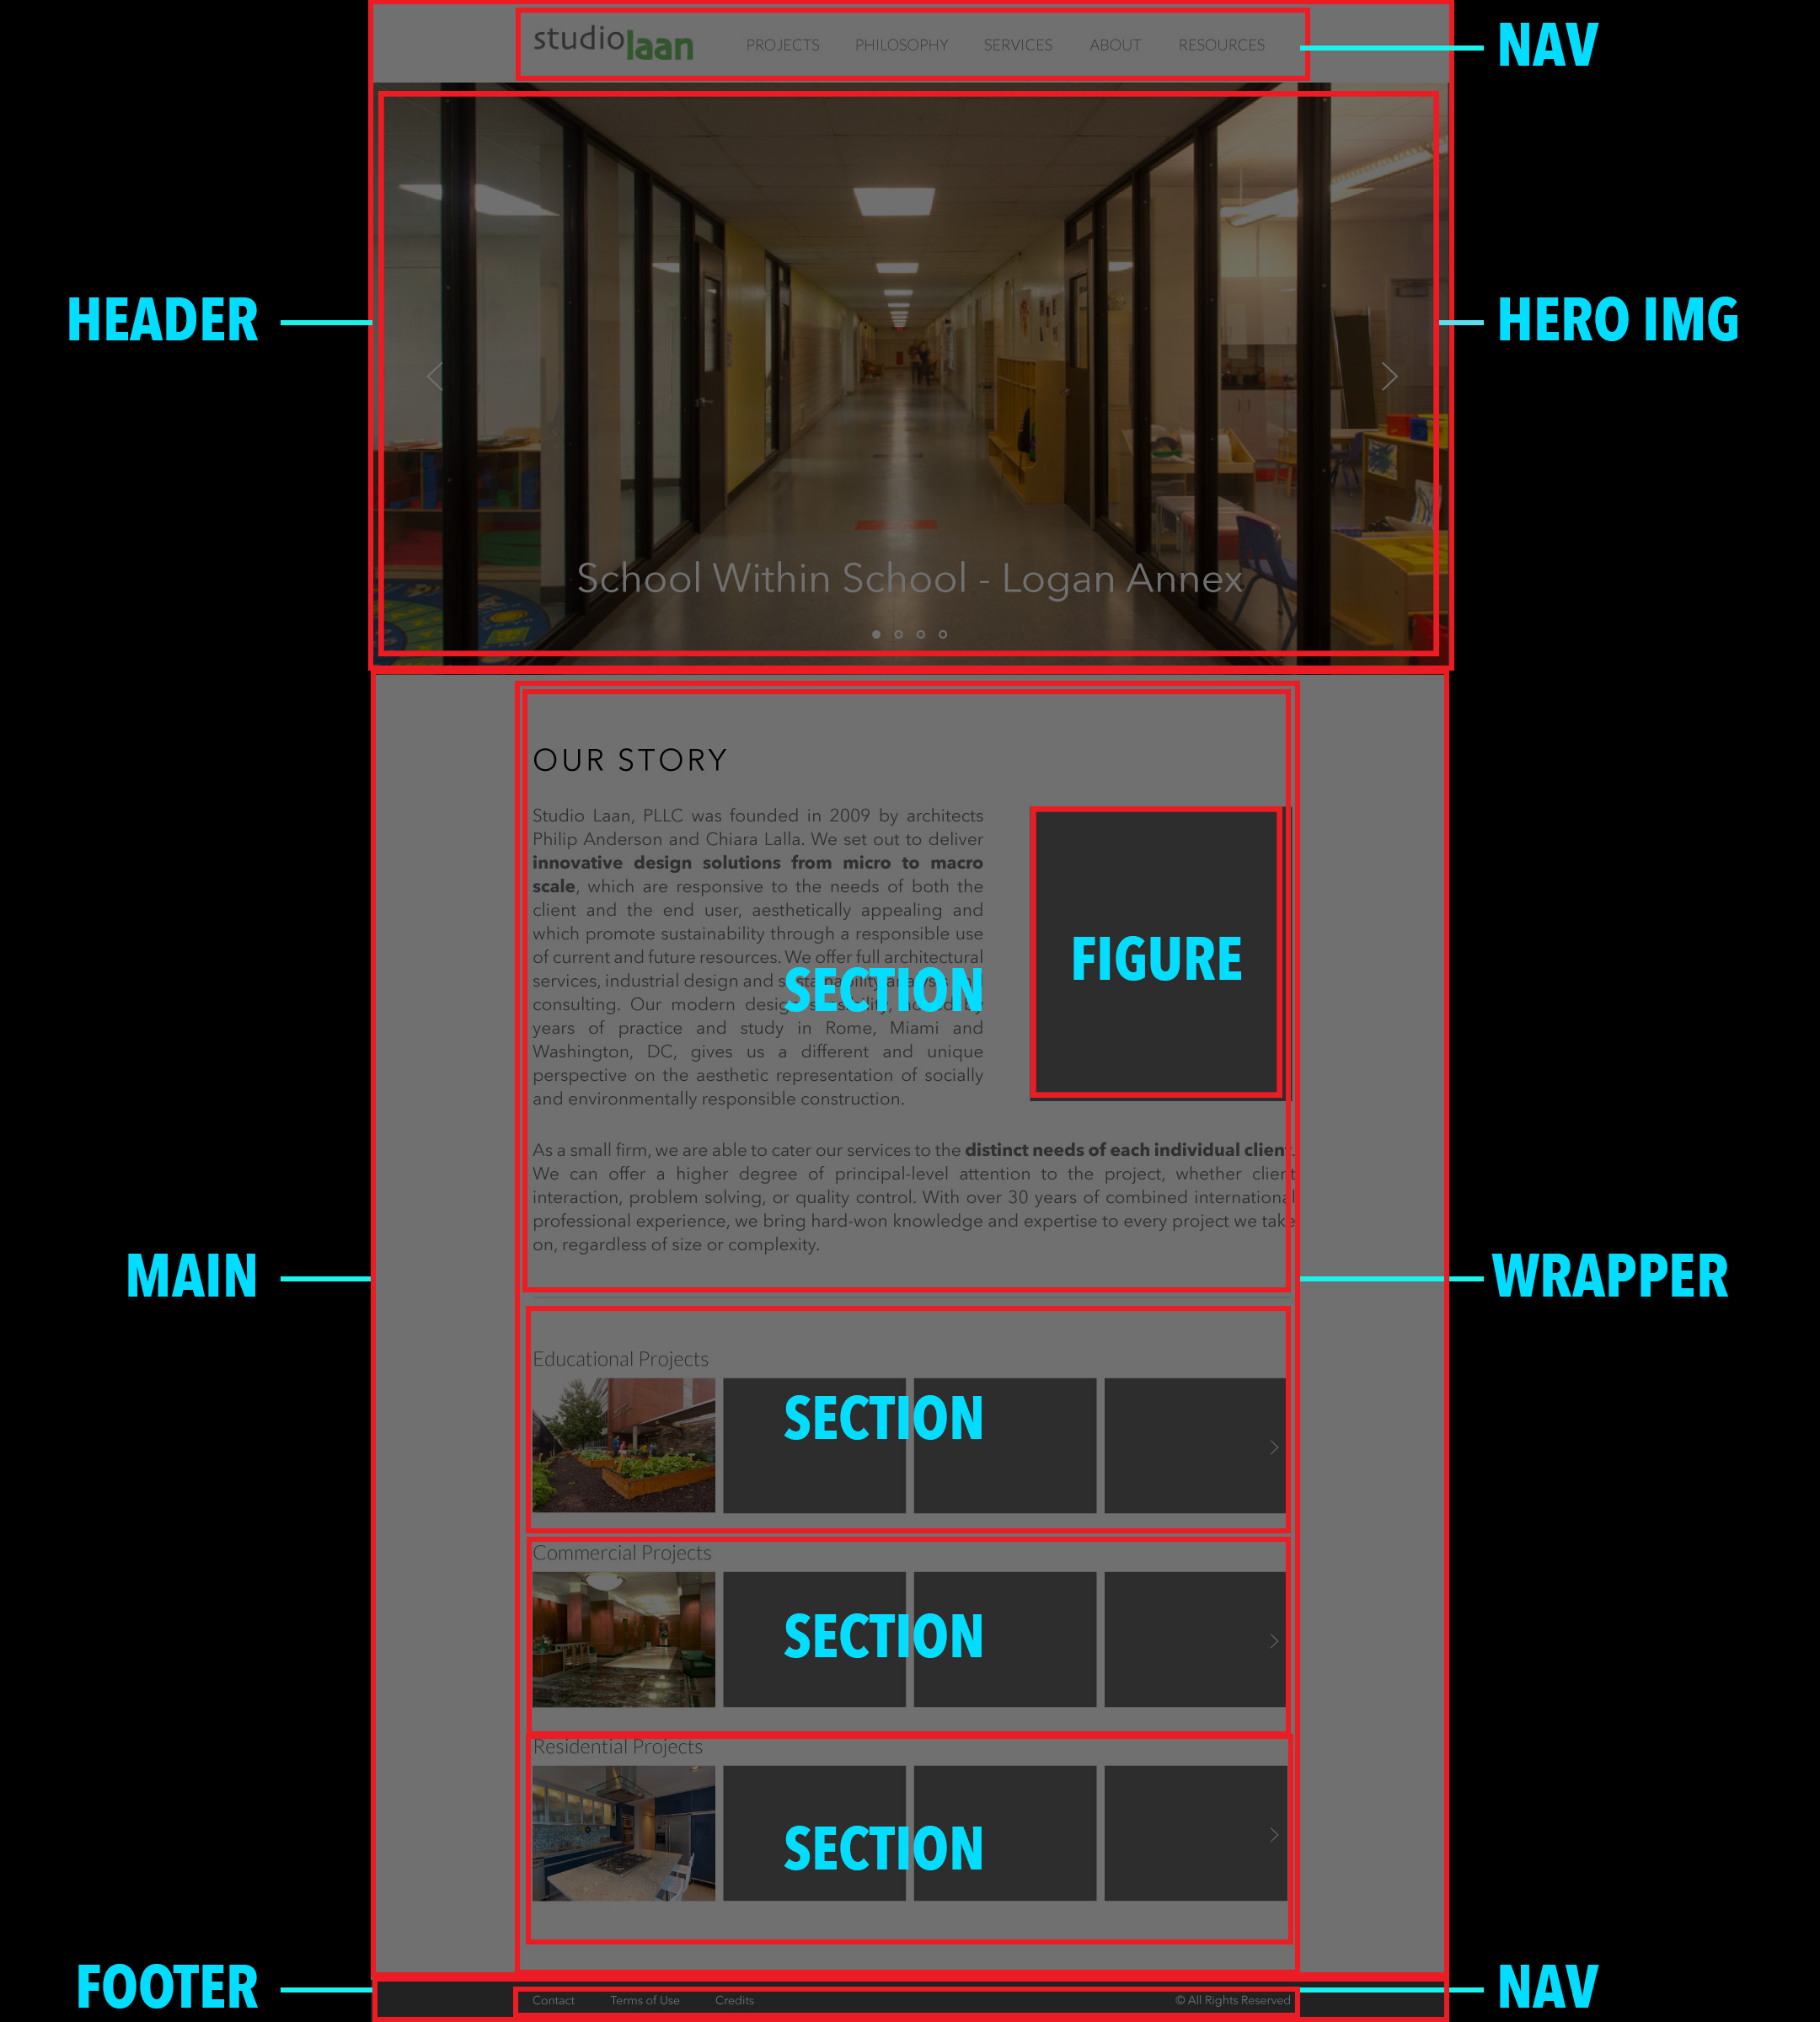 studiolaan
PROJECTS PHILOSOPHY SERVICES ABOUT RESOURCES
NAV
HEADER
HERO IMG
School Within School - Logan Annex
OUR STORY
Studio Laan, PLLC was founded in 2009 by architects
Philip Anderson and Chiara Lalla. We set out to deliver
innovative design solutions from micro to macro
scale, which are responsive to the needs of both the
client and the end user, aesthetically appealing and
which promote sustainability through a responsible use
of current and future resources. We offer full architectural
services, industrial design and sustainability analysis
consulting. Our modern design sensibility, by
years of practice and study in Rome, Miami and
Washington, DC, gives us a different and unique
perspective on the aesthetic representation of socially
and environmentally responsible construction.
SECTION
FIGURE
As a small firm, we are able to cater our services to the distinct needs of each individual client.
We can offer a higher degree of principal-level attention to the project, whether client
interaction, problem solving, or quality control. With over 30 years of combined international
professional experience, we bring hard-won knowledge and expertise to every project we take
on, regardless of size or complexity.
MAIN
WRAPPER
Educational Projects
SECTION
Commercial Projects
SECTION
Residential Projects
SECTION
FOOTER
NAV
Contact Terms of Use Credits © All Rights Reserved